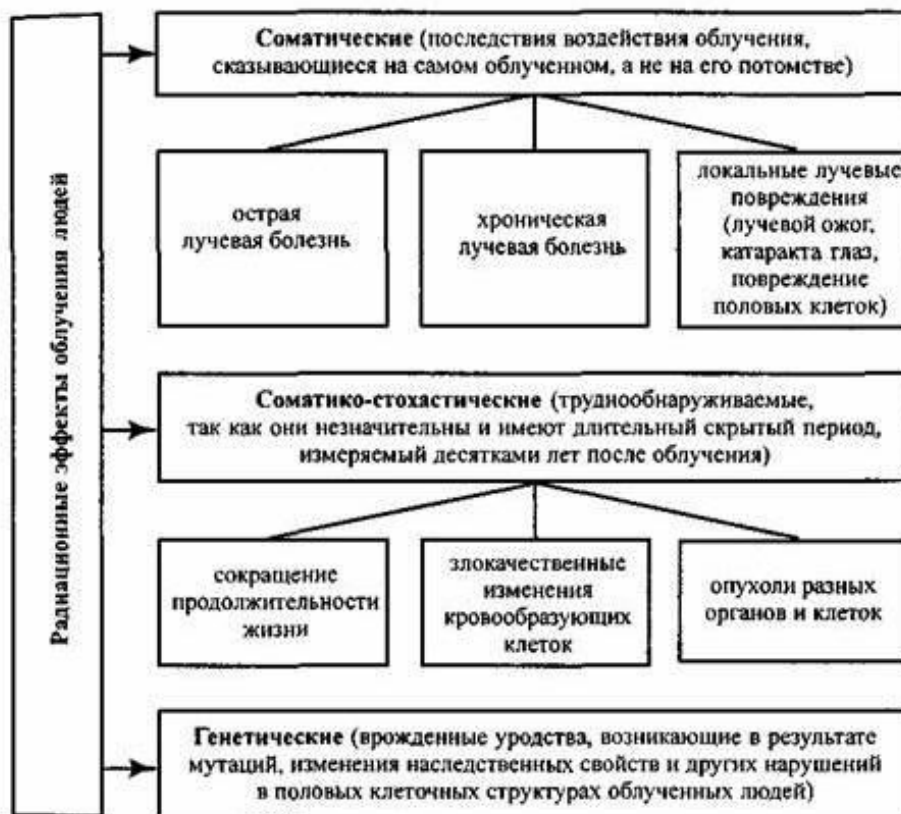 Радиационные эффекты облучения людей
Соматические (последствия воздействия облучения,
сказывающиеся на самом облученном, а не на его потомстве)
острая
лучевая болезнь
хроническая
лучевая болезнь
локальные лучевые
повреждения
(лучевой ожог,
катаракта глаз,
повреждение
половых клеток)
Соматико-стохастические (труднообнаруживаемые,
так как они незначительны и имеют длительный скрытый период,
измеряемый десятками лет после облучения)
сокращение
продолжительности
жизни
злокачественные
изменения
кровообразующих
клеток
опухоли разных
органов и клеток
Генетические (врожденные уродства, возникающие в результате
мутаций, изменения наследственных свойств и других нарушений
в половых клеточных структурах облученных людей)